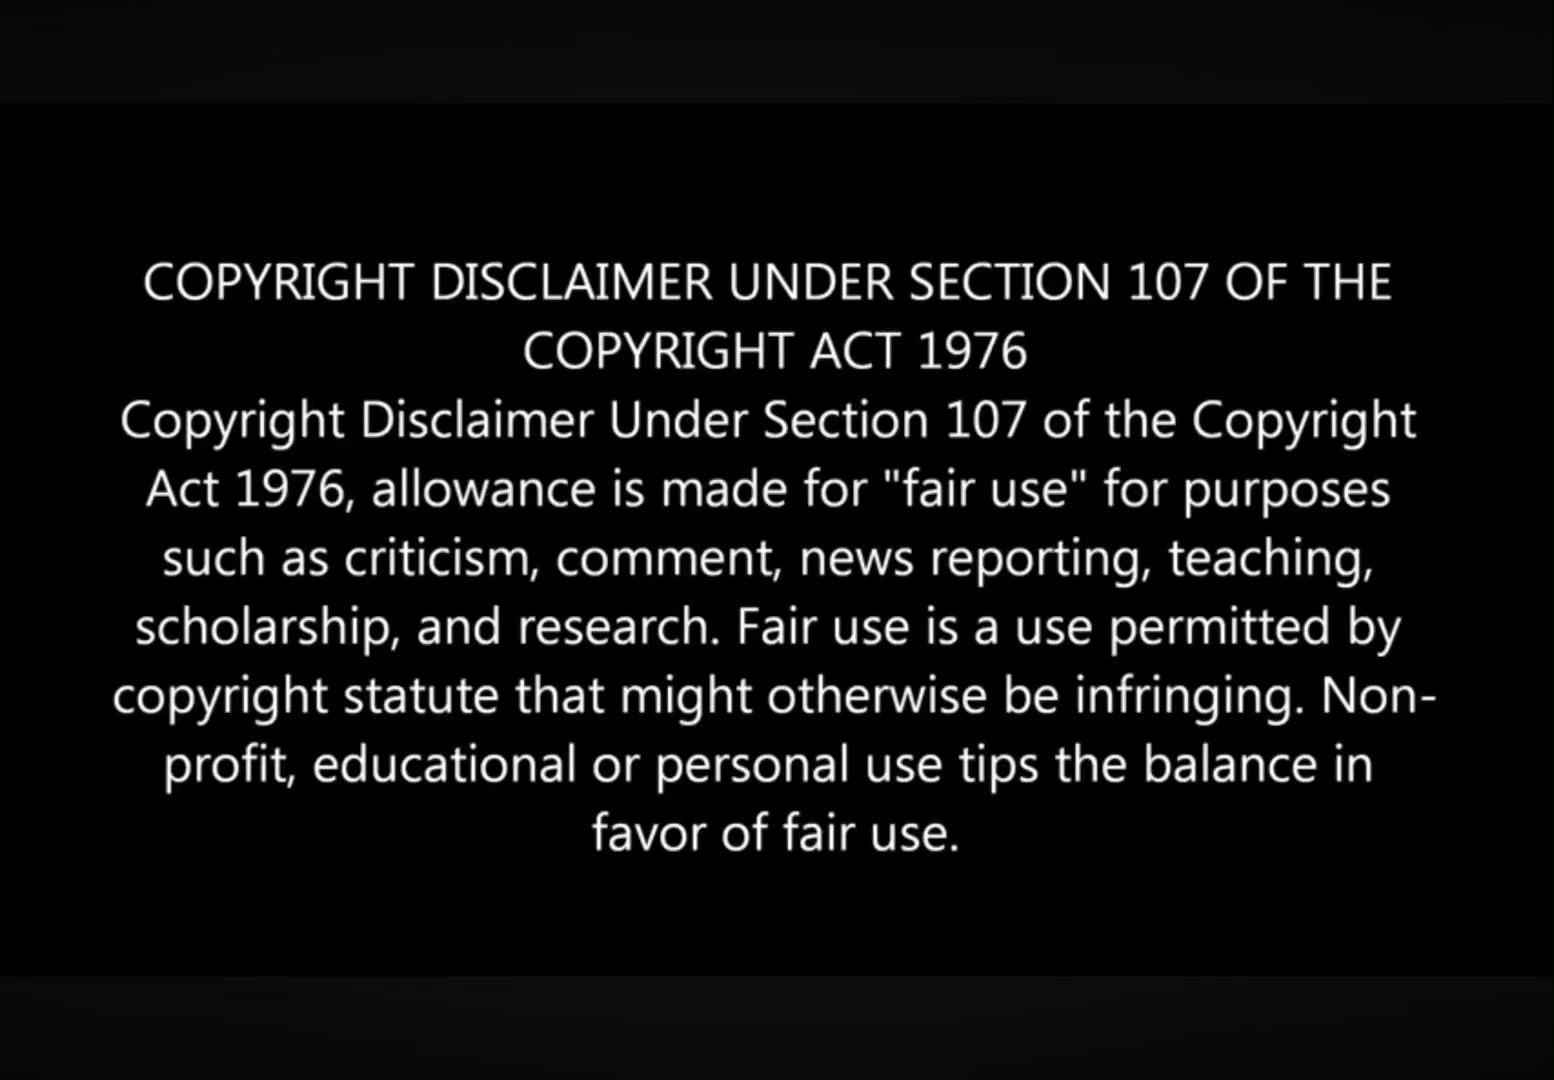 COPYRIGHT DISCLAIMER UNDER SECTION 107 OF THE
COPYRIGHT ACT 1976
Copyright Disclaimer Under Section 107 of the Copyright
Act 1976, allowance is made for "fair use" for purposes
such as criticism, comment, news reporting, teaching,
scholarship, and research. Fair use is a use permitted by
copyright statute that might otherwise be infringing. Non-
profit, educational or personal use tips the balance in
favor of fair use.